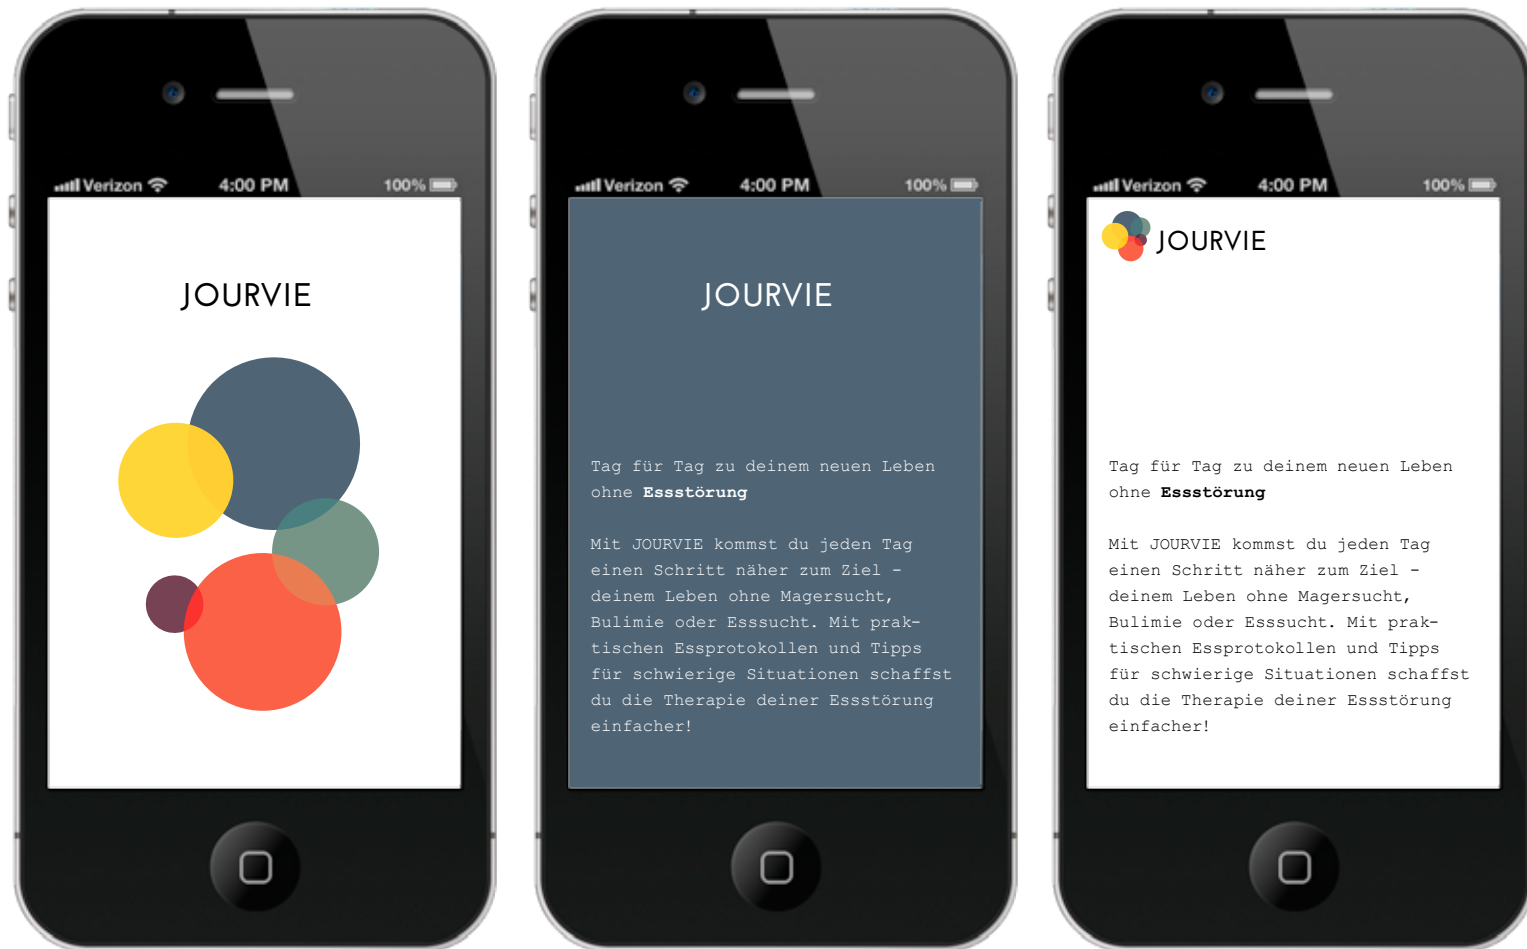 Verizon 4:00 PM 100%
JOURVIE
Verizon 4:00 PM 100%
JOURVIE
Tag für Tag zu deinem neuen Leben
ohne Essstörung
Mit JOURVIE kommst du jeden Tag
einen Schritt näher zum Ziel -
deinem Leben ohne Magersucht,
Bulimie oder Esssucht. Mit prak-
tischen Essprotokollen und Tipps
für schwierige Situationen schaffst
du die Therapie deiner Essstörung
einfacher!
Verizon 4:00 PM 100%
JOURVIE
Tag für Tag zu deinem neuen Leben
ohne Essstörung
Mit JOURVIE kommst du jeden Tag
einen Schritt näher zum Ziel -
deinem Leben ohne Magersucht,
Bulimie oder Esssucht. Mit prak-
tischen Essprotokollen und Tipps
für schwierige Situationen schaffst
du die Therapie deiner Essstörung
einfacher!